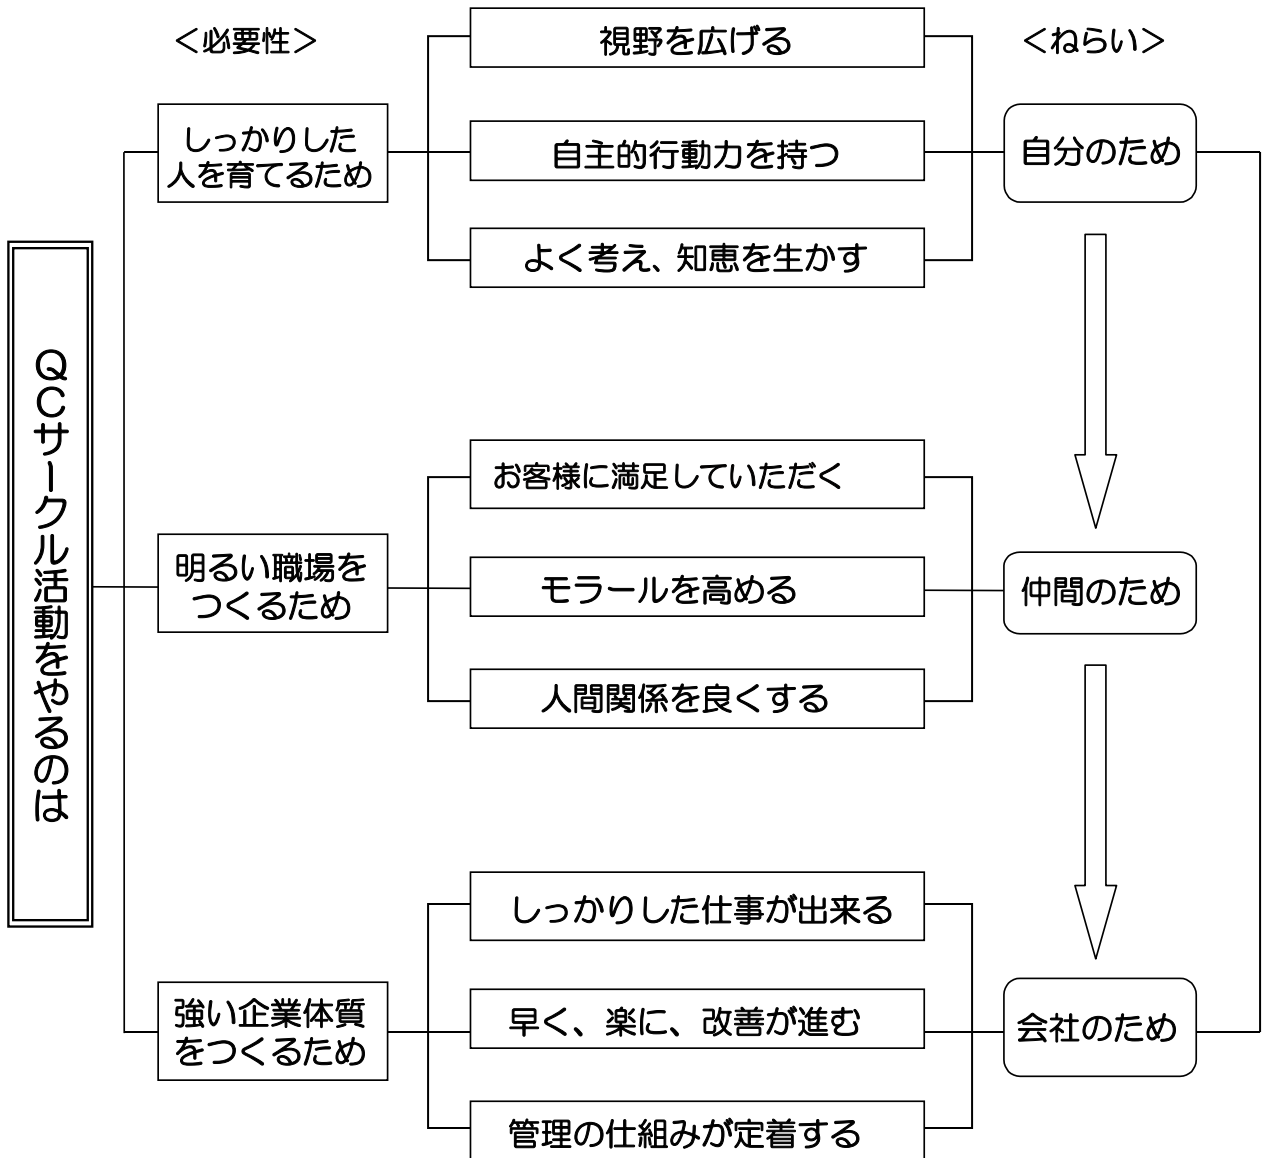 ＜必要性＞
＜ねらい＞
QCサークル活動をやるのは
しっかりした
人を育てるため
視野を広げる
自主的行動力を持つ
よく考え、知恵を生かす
自分のため
明るい職場を
つくるため
お客様に満足していただく
モラールを高める
人間関係を良くする
仲間のため
強い企業体質
をつくるため
しっかりした仕事が出来る
早く、楽に、改善が進む
管理の仕組みが定着する
会社のため